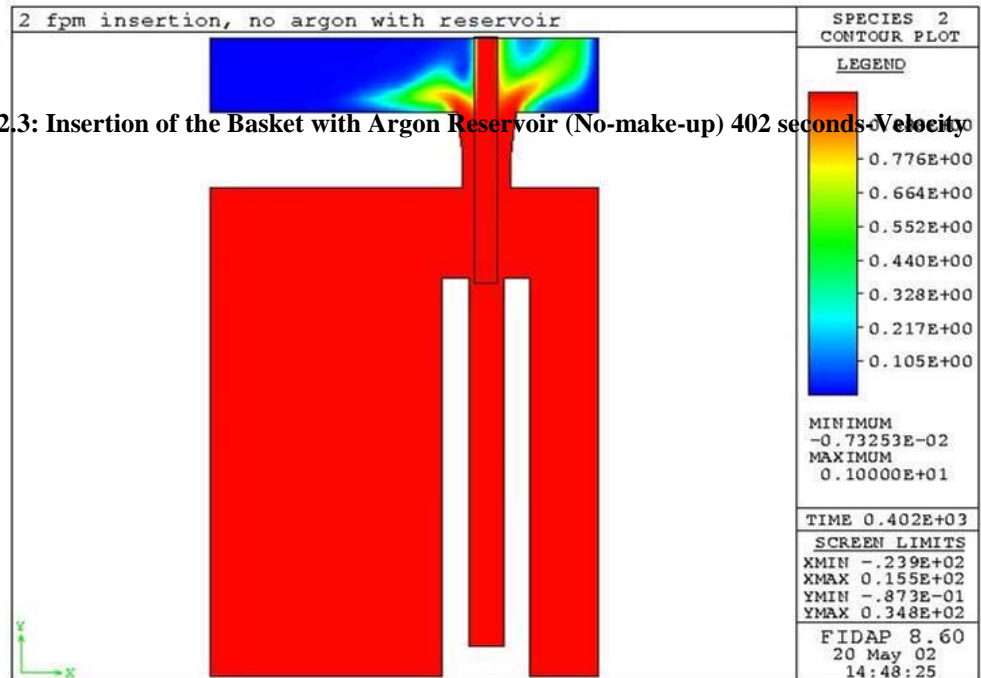 2 fpm insertion, no argon with reservoir
SPECIES 2
CONTOUR PLOT
LEGEND
2.3: Insertion of the Basket with Argon Reservoir (No-make-up) 402 seconds-Velocity
0.776E+00
0.664E+00
0.552E+00
0.440E+00
0.328E+00
0.217E+00
0.105E+00
MINIMUM
-0.73253E-02
MAXIMUM
0.10000E+01
TIME 0.402E+03
SCREEN LIMITS
XMIN -.239E+02
XMAX 0.155E+02
YMIN -.873E-01
YMAX 0.348E+02
FIDAP 8.60
20 May 02
14:48:25
Y
X